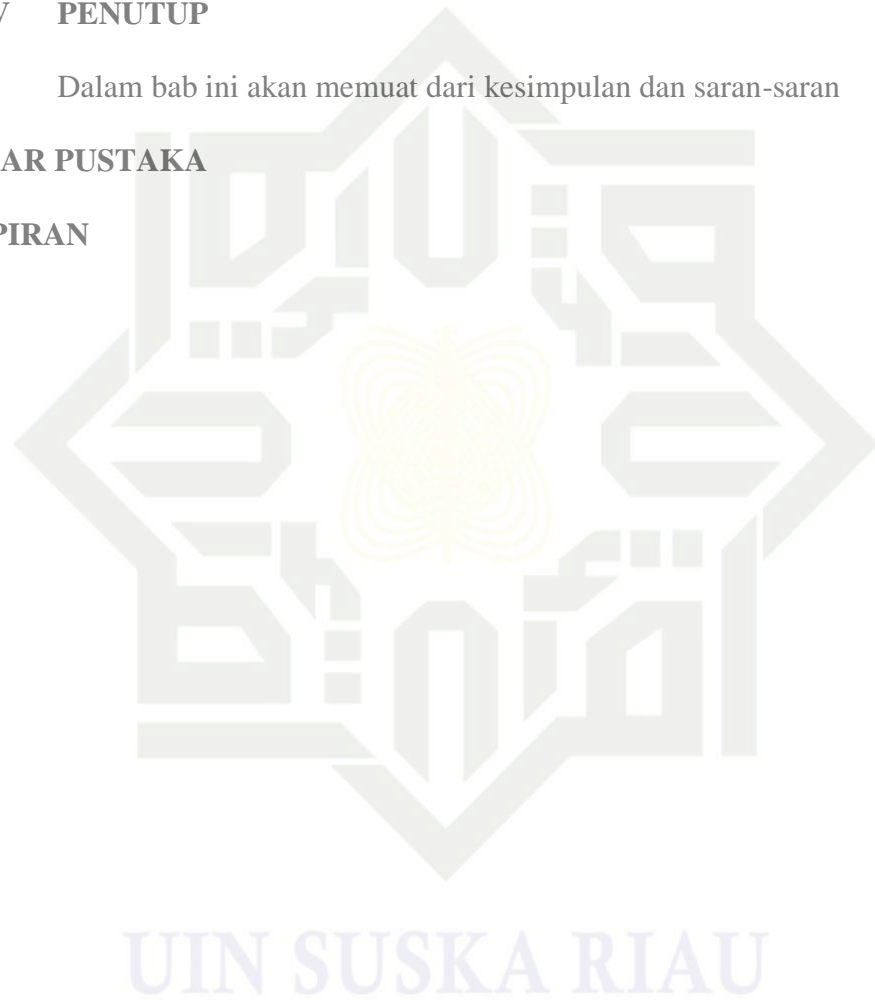 V PENUTUP
Dalam bab ini akan memuat dari kesimpulan dan saran-saran
AR PUSTAKA
PIRAN
UIN SUSKA RIAU